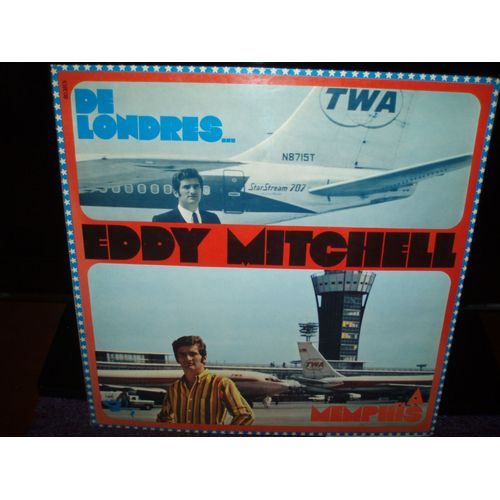 DE
LONDRES...
TWA
N8715T
StarStream 707
EDDY MITCHELL
TWA
A
MEMPHIS